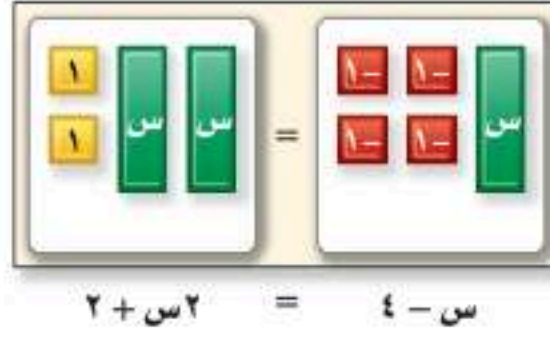 –١ –١ ١
س –١ –١ = س س ١
س – ٤ = ٢س + ٢